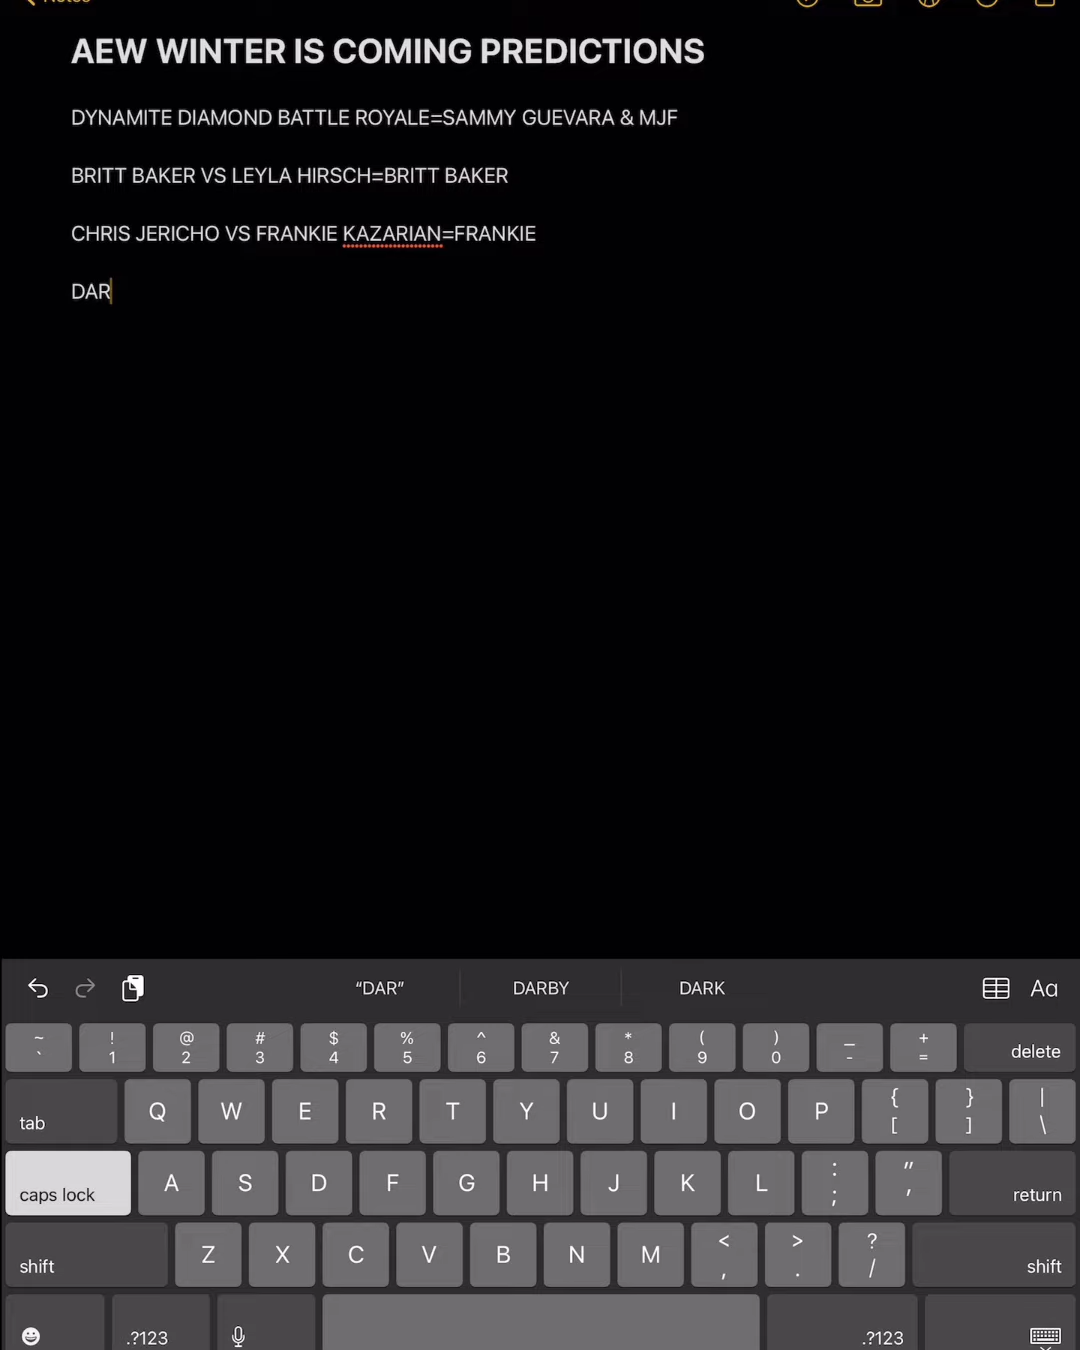 AEW WINTER IS COMING PREDICTIONS
DYNAMITE DIAMOND BATTLE ROYALE=SAMMY GUEVARA & MJF
BRITT BAKER VS LEYLA HIRSCH=BRITT BAKER
CHRIS JERICHO VS FRANKIE KAZARIAN=FRANKIE
DAR
“DAR” DARBY DARK Aa
~ ! @ # $ % ^ & * ( ) _ +
` 1 2 3 4 5 6 7 8 9 0 - = delete
tab Q W E R T Y U I O P { [ } ] | \
caps lock A S D F G H J K L : ; " ' return
shift Z X C V B N M < , > . ? / shift
.?123 .?123